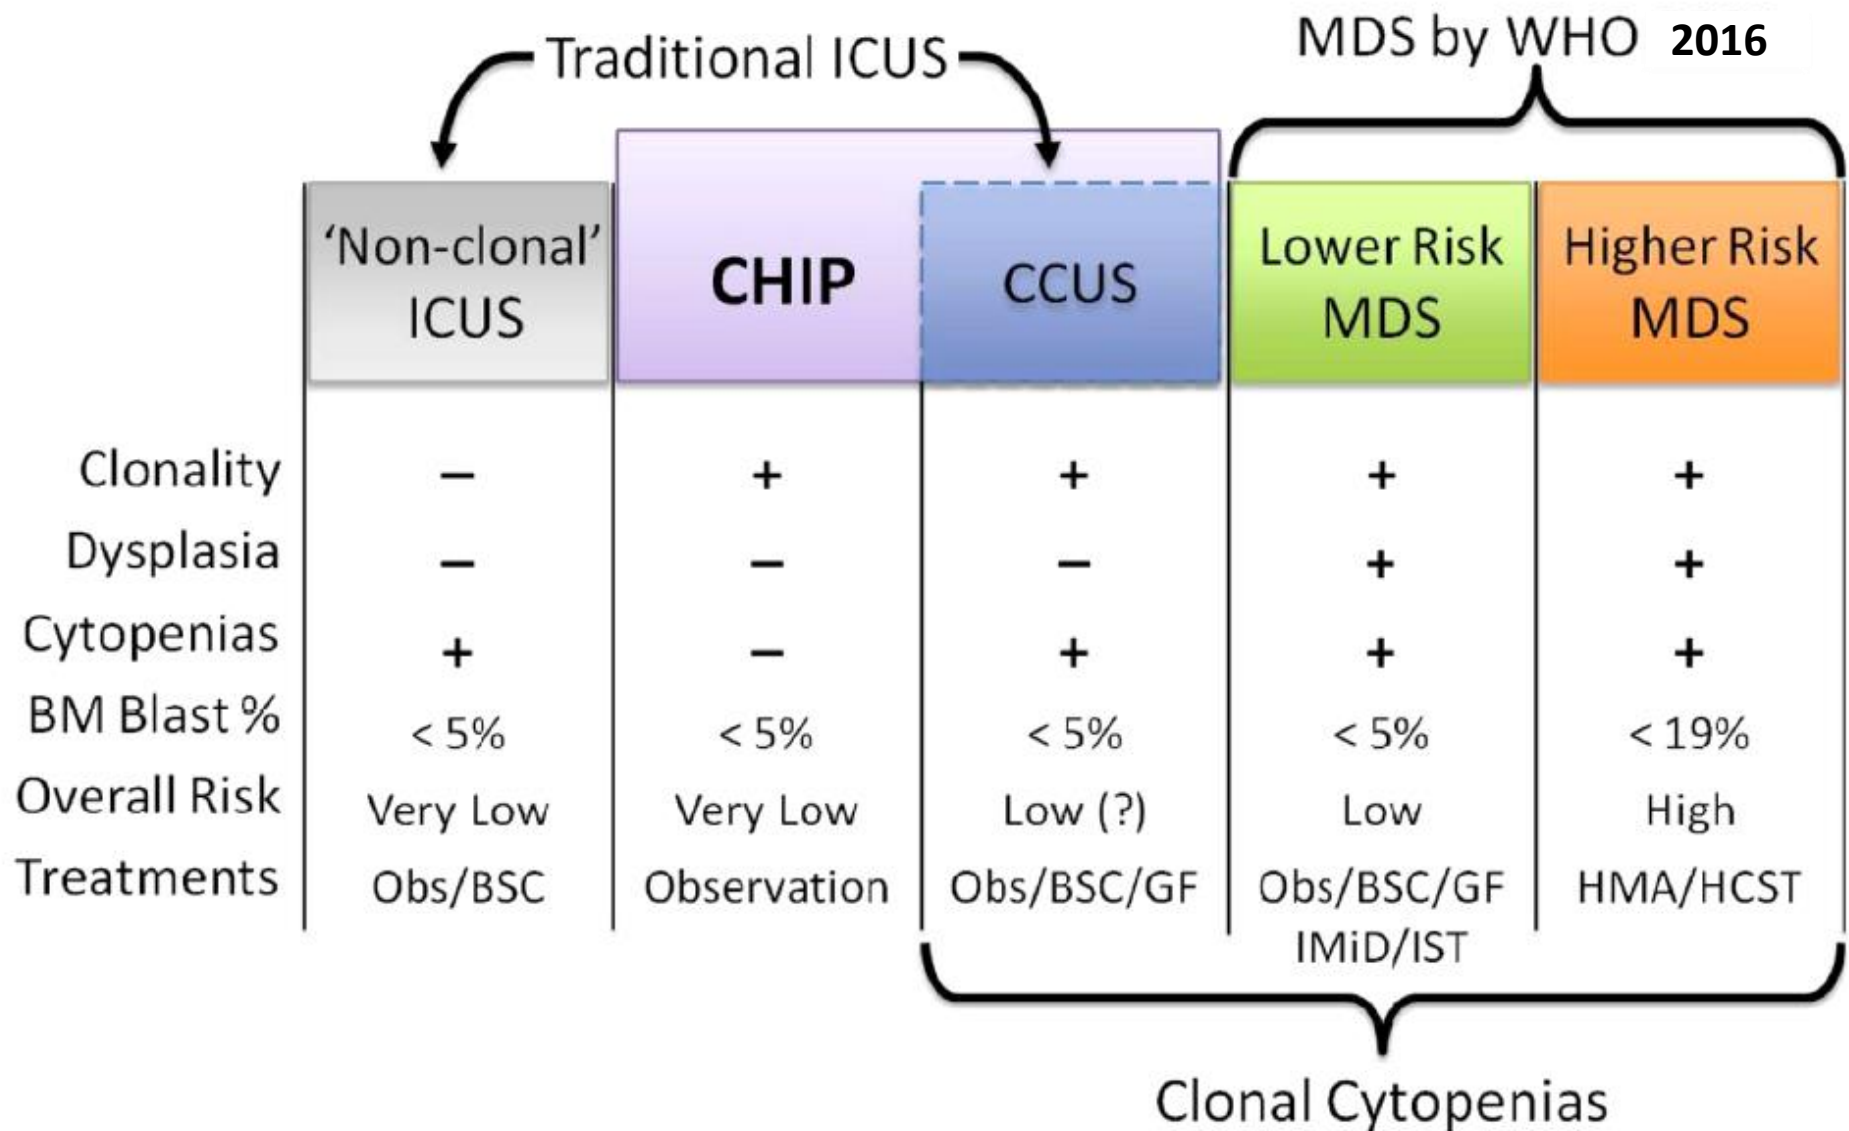 Traditional ICUS
MDS by WHO 2016
‘Non-clonal’
ICUS
CHIP
CCUS
Lower Risk
MDS
Higher Risk
MDS
Clonality – + + + +
Dysplasia – – – + +
Cytopenias + – + + +
BM Blast % < 5% < 5% < 5% < 5% < 19%
Overall Risk Very Low Very Low Low (?) Low High
Treatments Obs/BSC Observation Obs/BSC/GF Obs/BSC/GF HMA/HCST
IMiD/IST
Clonal Cytopenias